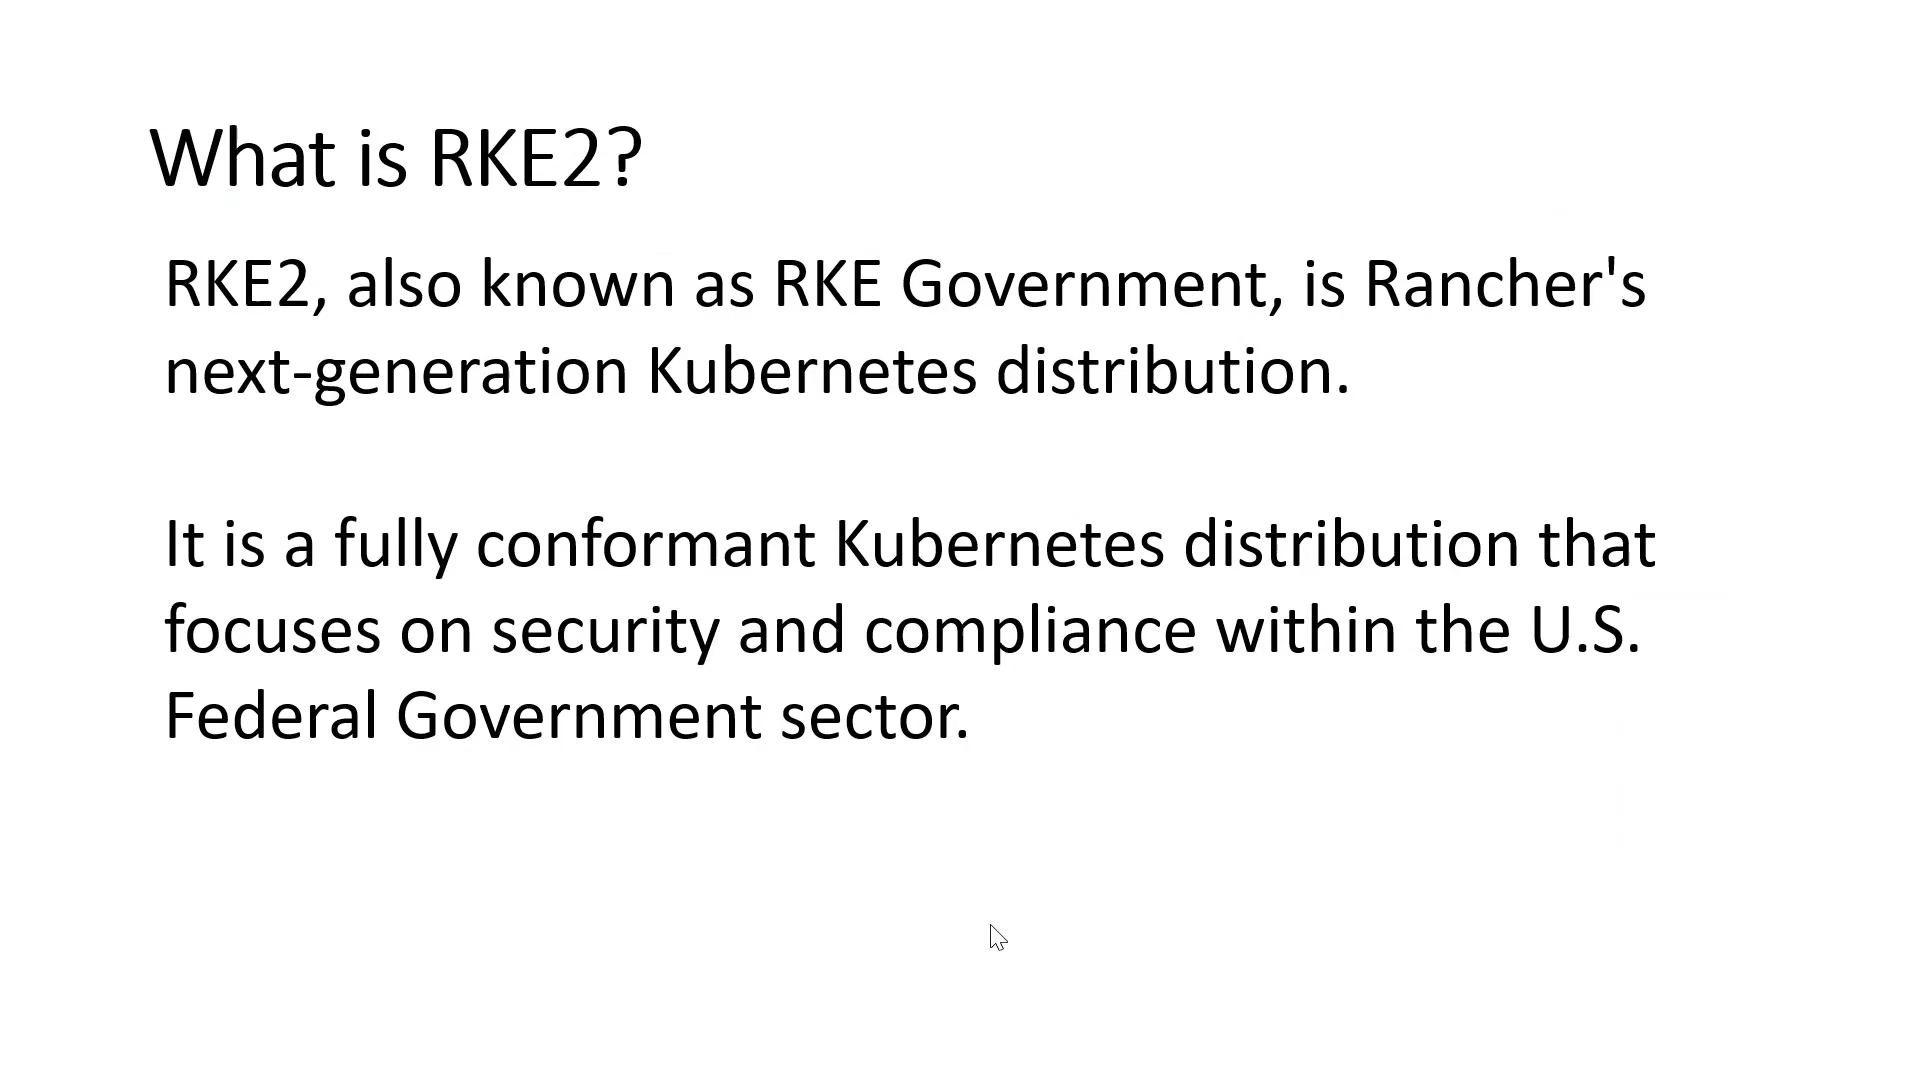 What is RKE2?
RKE2, also known as RKE Government, is Rancher's
next-generation Kubernetes distribution.
It is a fully conformant Kubernetes distribution that
focuses on security and compliance within the U.S.
Federal Government sector.